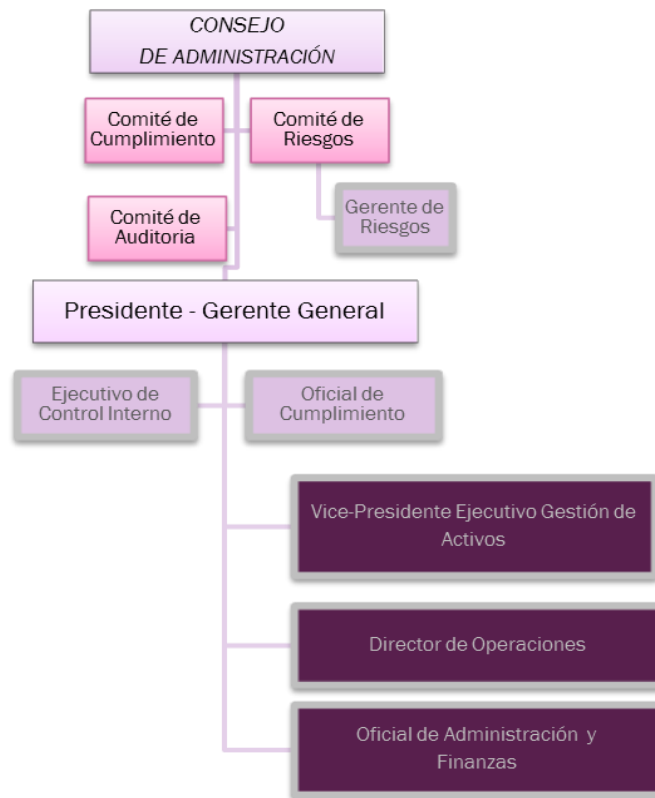 CONSEJO
DE ADMINISTRACIÓN
Comité de
Cumplimiento
Comité de
Riesgos
Comité de
Auditoria
Gerente de
Riesgos
Presidente - Gerente General
Ejecutivo de
Control Interno
Oficial de
Cumplimiento
Vice-Presidente Ejecutivo Gestión de
Activos
Director de Operaciones
Oficial de Administración y
Finanzas